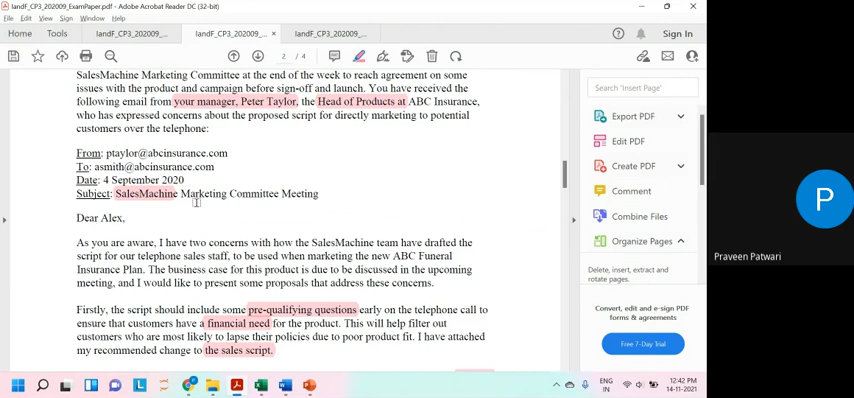 IandF_CP3_202009_ExamPaper.pdf - Adobe Acrobat Reader DC (32-bit)
File Edit View Sign Window Help
Home Tools IandF_CP3_202009_... IandF_CP3_202009_... × IandF_CP3_202009_... Sign In
2 / 4
SalesMachine Marketing Committee at the end of the week to reach agreement on some
issues with the product and campaign before sign-off and launch. You have received the
following email from your manager, Peter Taylor, the Head of Products at ABC Insurance,
who has expressed concerns about the proposed script for directly marketing to potential
customers over the telephone:
From: ptaylor@abcinsurance.com
To: asmith@abcinsurance.com
Date: 4 September 2020
Subject: SalesMachine Marketing Committee Meeting
Dear Alex,
As you are aware, I have two concerns with how the SalesMachine team have drafted the
script for our telephone sales staff, to be used when marketing the new ABC Funeral
Insurance Plan. The business case for this product is due to be discussed in the upcoming
meeting, and I would like to present some proposals that address these concerns.
Firstly, the script should include some pre-qualifying questions early on the telephone call to
ensure that customers have a financial need for the product. This will help filter out
customers who are most likely to lapse their policies due to poor product fit. I have attached
my recommended change to the sales script.
Search 'Insert Page'
Export PDF
Edit PDF
Create PDF
Comment
Combine Files
Organize Pages
Delete, insert, extract and
rotate pages.
Convert, edit and e-sign PDF
forms & agreements
Free 7-Day Trial
P
Praveen Patwari
ENG
IN
12:42 PM
14-11-2021